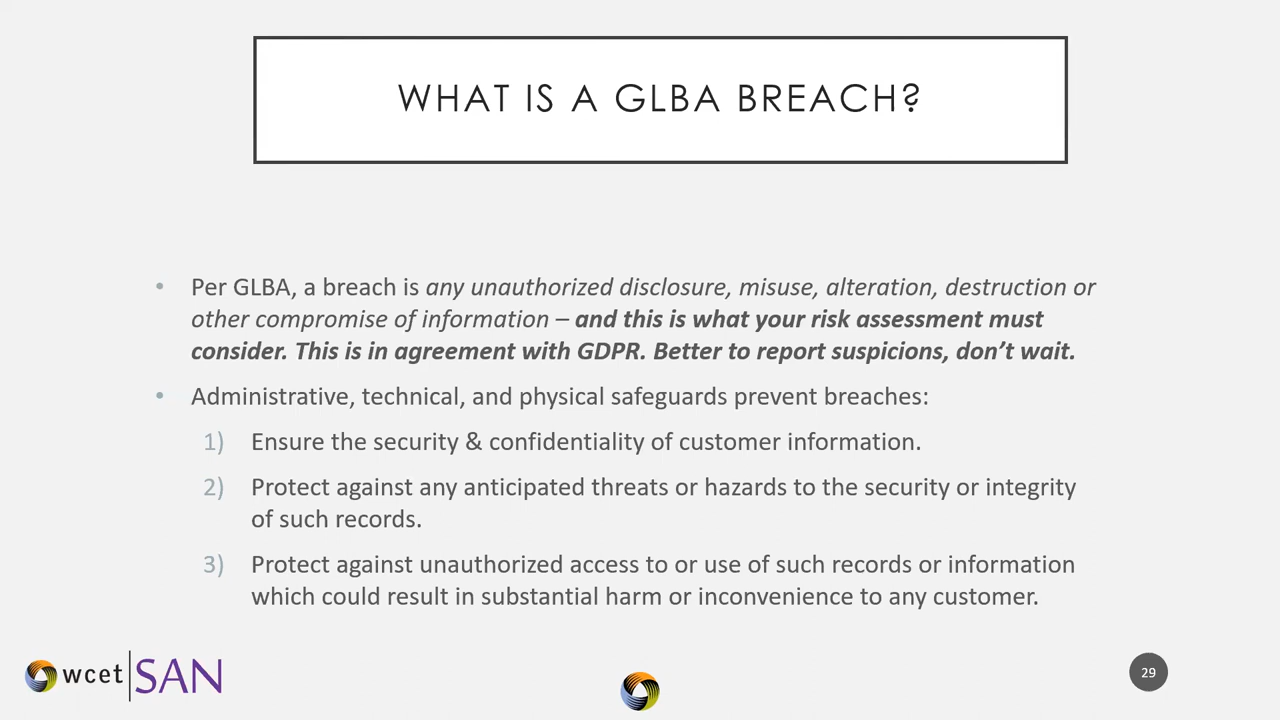 WHAT IS A GLBA BREACH?
• Per GLBA, a breach is any unauthorized disclosure, misuse, alteration, destruction or
other compromise of information – and this is what your risk assessment must
consider. This is in agreement with GDPR. Better to report suspicions, don’t wait.
• Administrative, technical, and physical safeguards prevent breaches:
1) Ensure the security & confidentiality of customer information.
2) Protect against any anticipated threats or hazards to the security or integrity
of such records.
3) Protect against unauthorized access to or use of such records or information
which could result in substantial harm or inconvenience to any customer.
wcet SAN
29